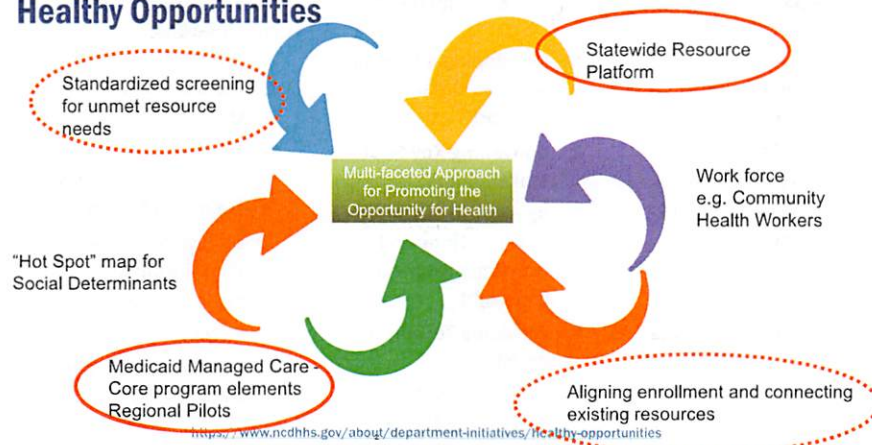 Healthy Opportunities
Standardized screening
for unmet resource
needs
Statewide Resource
Platform
Multi-faceted Approach
for Promoting the
Opportunity for Health
Work force
e.g. Community
Health Workers
"Hot Spot" map for
Social Determinants
Medicaid Managed Care -
Core program elements
Regional Pilots
Aligning enrollment and connecting
existing resources
https://www.ncdhhs.gov/about/department-initiatives/healthy-opportunities